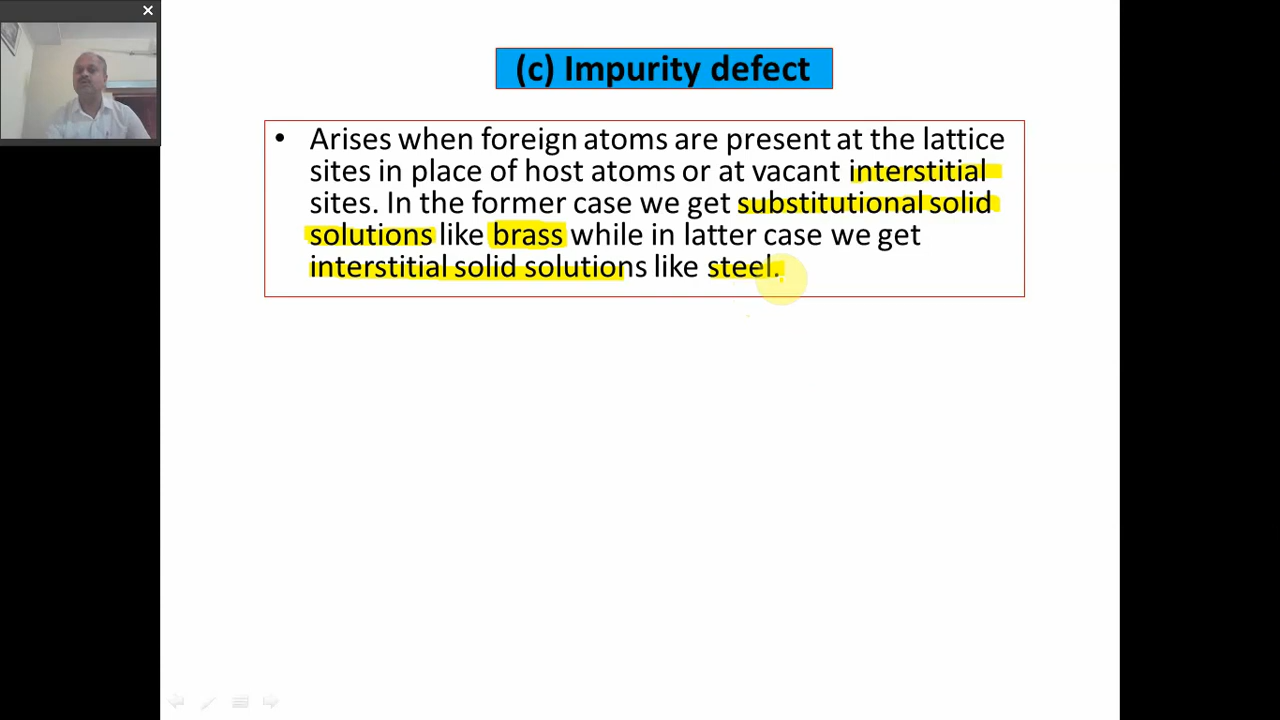 (c) Impurity defect
• Arises when foreign atoms are present at the lattice
sites in place of host atoms or at vacant interstitial
sites. In the former case we get substitutional solid
solutions like brass while in latter case we get
interstitial solid solutions like steel.